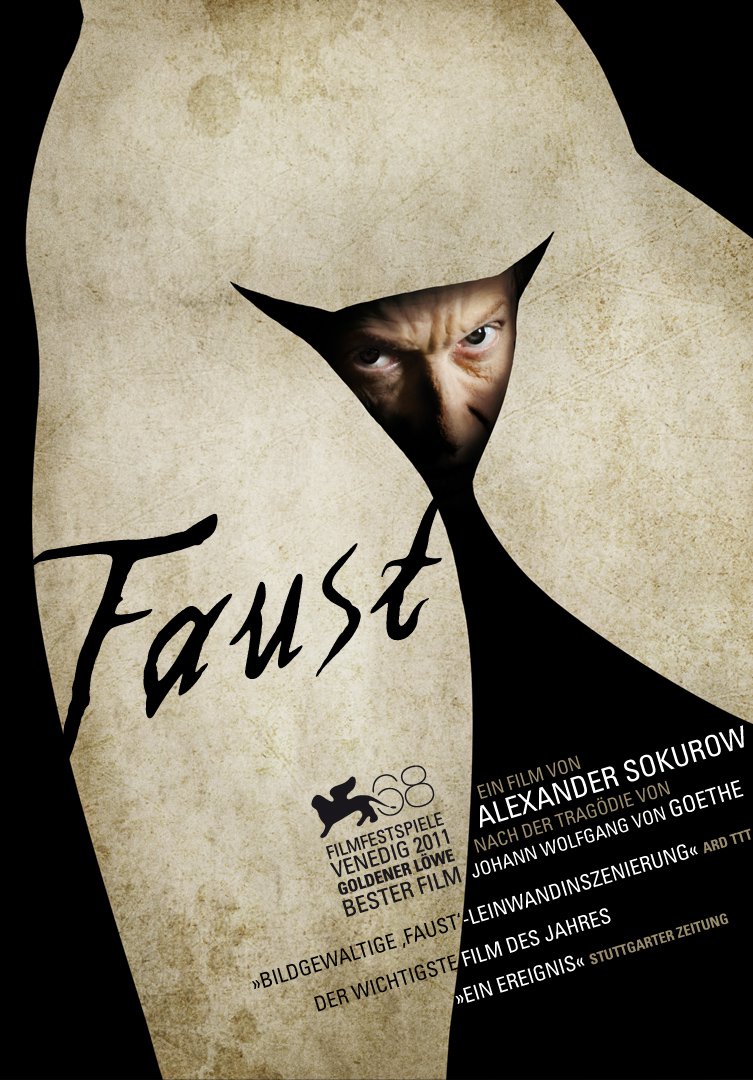 Faust
68
FILMFESTSPIELE
VENEDIG 2011
GOLDENER LÖWE
BESTER FILM
EIN FILM VON
ALEXANDER SOKUROW
NACH DER TRAGÖDIE VON
JOHANN WOLFGANG VON GOETHE
»BILDGEWALTIGE ‚FAUST‘-LEINWANDINSZENIERUNG« ARD TTT
DER WICHTIGSTE FILM DES JAHRES
»EIN EREIGNIS« STUTTGARTER ZEITUNG